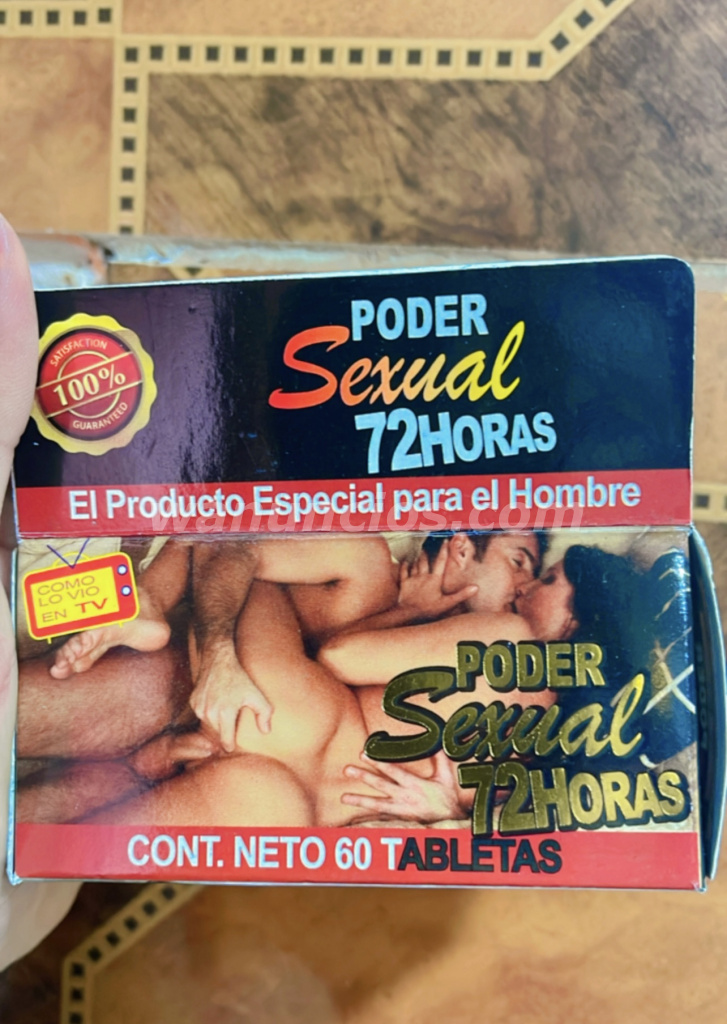 PODER
Sexual
72HORAS
SATISFACTION
100%
GUARANTEED
El Producto Especial para el Hombre
wanuncios.com
COMO
LO VIO
EN TV
PODER
Sexual
72HORAS
CONT. NETO 60 TABLETAS